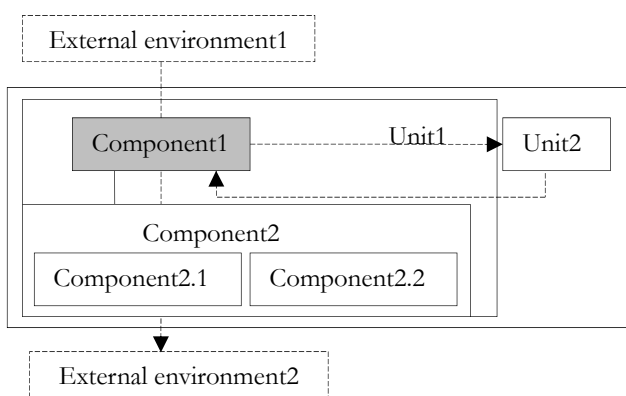 External environment1
Component1
Unit1
Unit2
Component2
Component2.1
Component2.2
External environment2